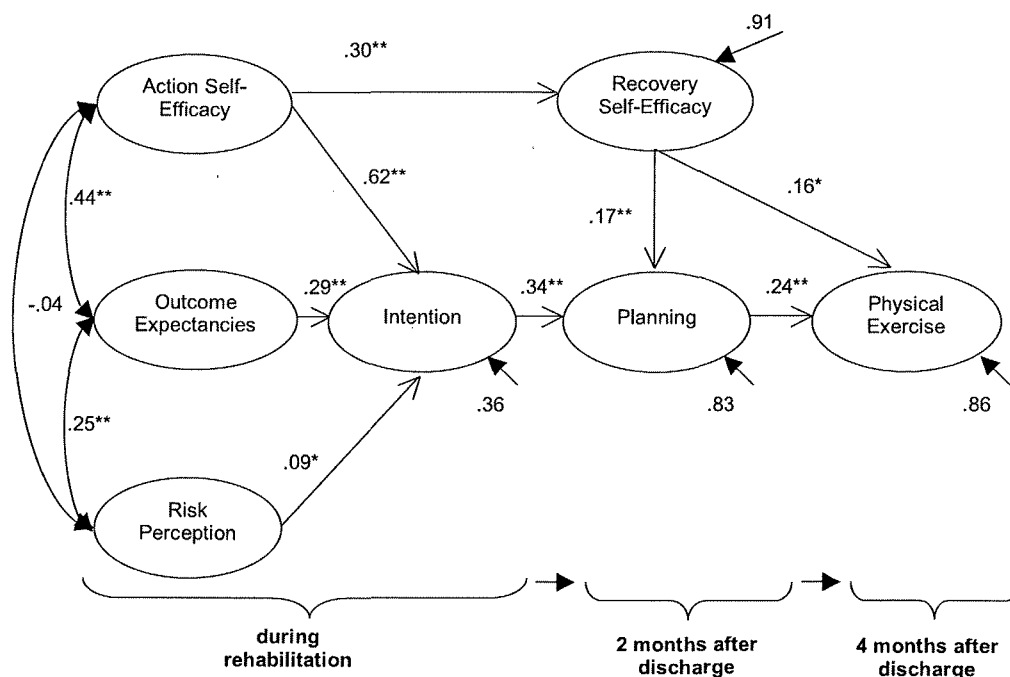 .91
.30**
Action Self-
Efficacy
Recovery
Self-Efficacy
.62**
.16*
.44**
.17**
-.04
Outcome
Expectancies
.29**
Intention
.34**
Planning
.24**
Physical
Exercise
.36
.83
.86
.25**
.09*
Risk
Perception
during
rehabilitation
2 months after
discharge
4 months after
discharge